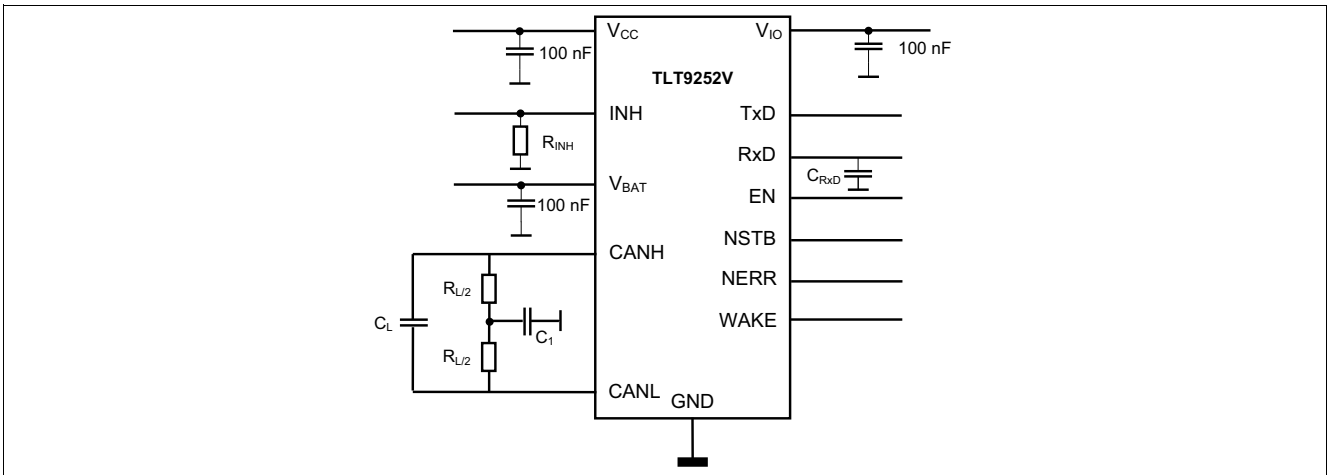 VCC
VIO
100 nF
100 nF
TLT9252V
INH
TxD
RINH
RxD
CRxD
VBAT
EN
100 nF
NSTB
CANH
NERR
RL/2
WAKE
CL
C1
RL/2
CANL
GND